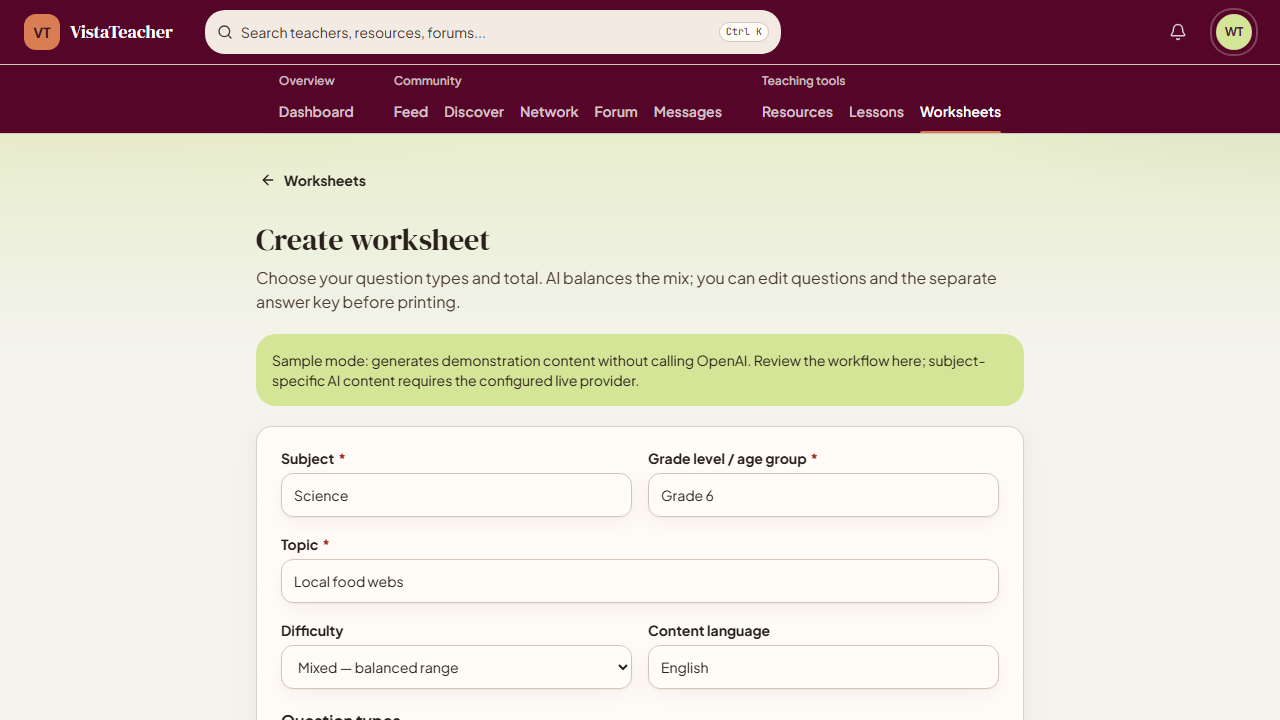 VT VistaTeacher
Search teachers, resources, forums...
Ctrl K
WT
Overview
Community
Teaching tools
Dashboard
Feed
Discover
Network
Forum
Messages
Resources
Lessons
Worksheets
Worksheets
Create worksheet
Choose your question types and total. AI balances the mix; you can edit questions and the separate
answer key before printing.
Sample mode: generates demonstration content without calling OpenAI. Review the workflow here; subject-
specific AI content requires the configured live provider.
Subject *
Grade level / age group *
Science
Grade 6
Topic *
Local food webs
Difficulty
Content language
Mixed — balanced range
English
Question types